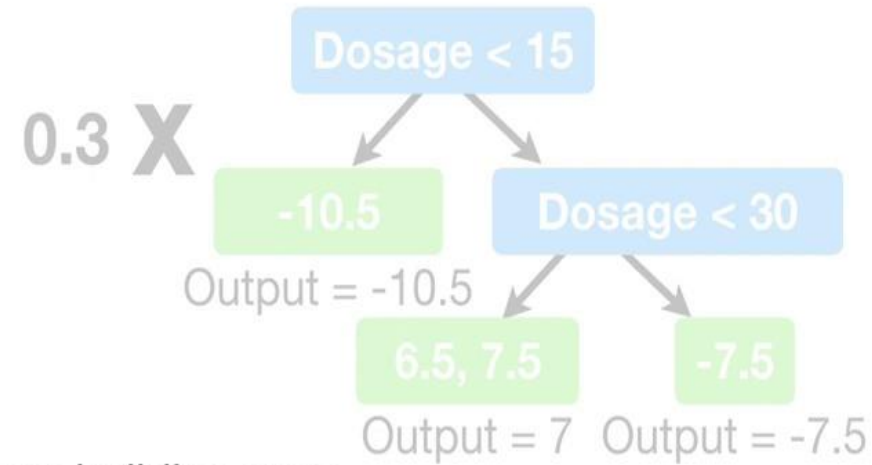 Dosage < 15
0.3 X
-10.5
Dosage < 30
Output = -10.5
6.5, 7.5
-7.5
Output = 7
Output = -7.5